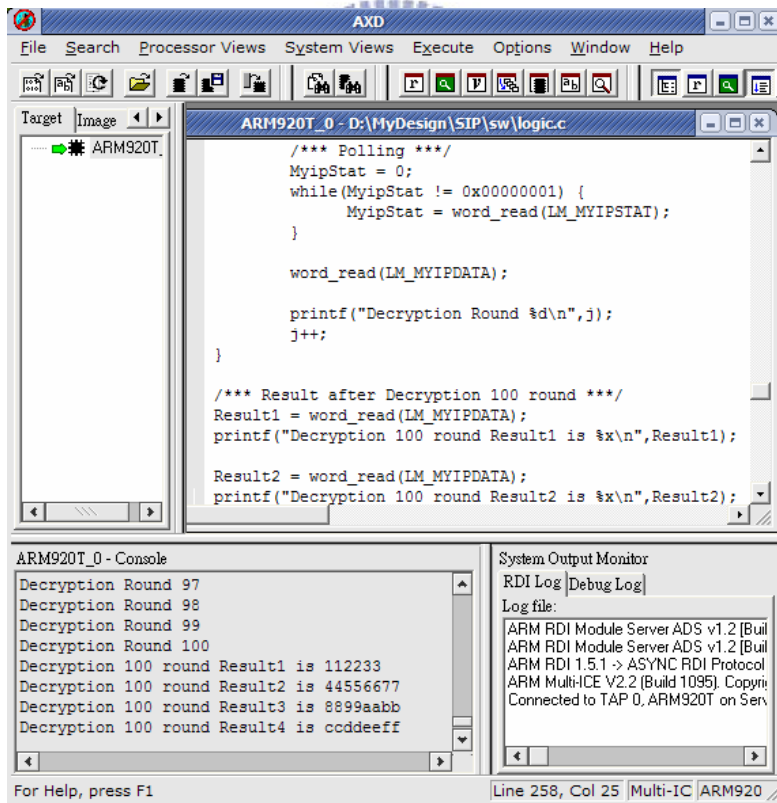 AXD
File Search Processor Views System Views Execute Options Window Help
Target Image
ARM920T_
ARM920T_0 - D:\MyDesign\SIP\sw\logic.c
/*** Polling ***/
MyipStat = 0;
while(MyipStat != 0x00000001) {
MyipStat = word_read(LM_MYIPSTAT);
}
word_read(LM_MYIPDATA);
printf("Decryption Round %d\n",j);
j++;
}
/*** Result after Decryption 100 round ***/
Result1 = word_read(LM_MYIPDATA);
printf("Decryption 100 round Result1 is %x\n",Result1);
Result2 = word_read(LM_MYIPDATA);
printf("Decryption 100 round Result2 is %x\n",Result2);
ARM920T_0 - Console
Decryption Round 97
Decryption Round 98
Decryption Round 99
Decryption Round 100
Decryption 100 round Result1 is 112233
Decryption 100 round Result2 is 44556677
Decryption 100 round Result3 is 8899aabb
Decryption 100 round Result4 is ccddeeff
System Output Monitor
RDI Log Debug Log
Log file:
ARM RDI Module Server ADS v1.2 [Buil
ARM RDI Module Server ADS v1.2 [Buil
ARM RDI 1.5.1 -> ASYNC RDI Protocol
ARM Multi-ICE V2.2 (Build 1095). Copyri
Connected to TAP 0, ARM920T on Serv
For Help, press F1
Line 258, Col 25 Multi-IC ARM920